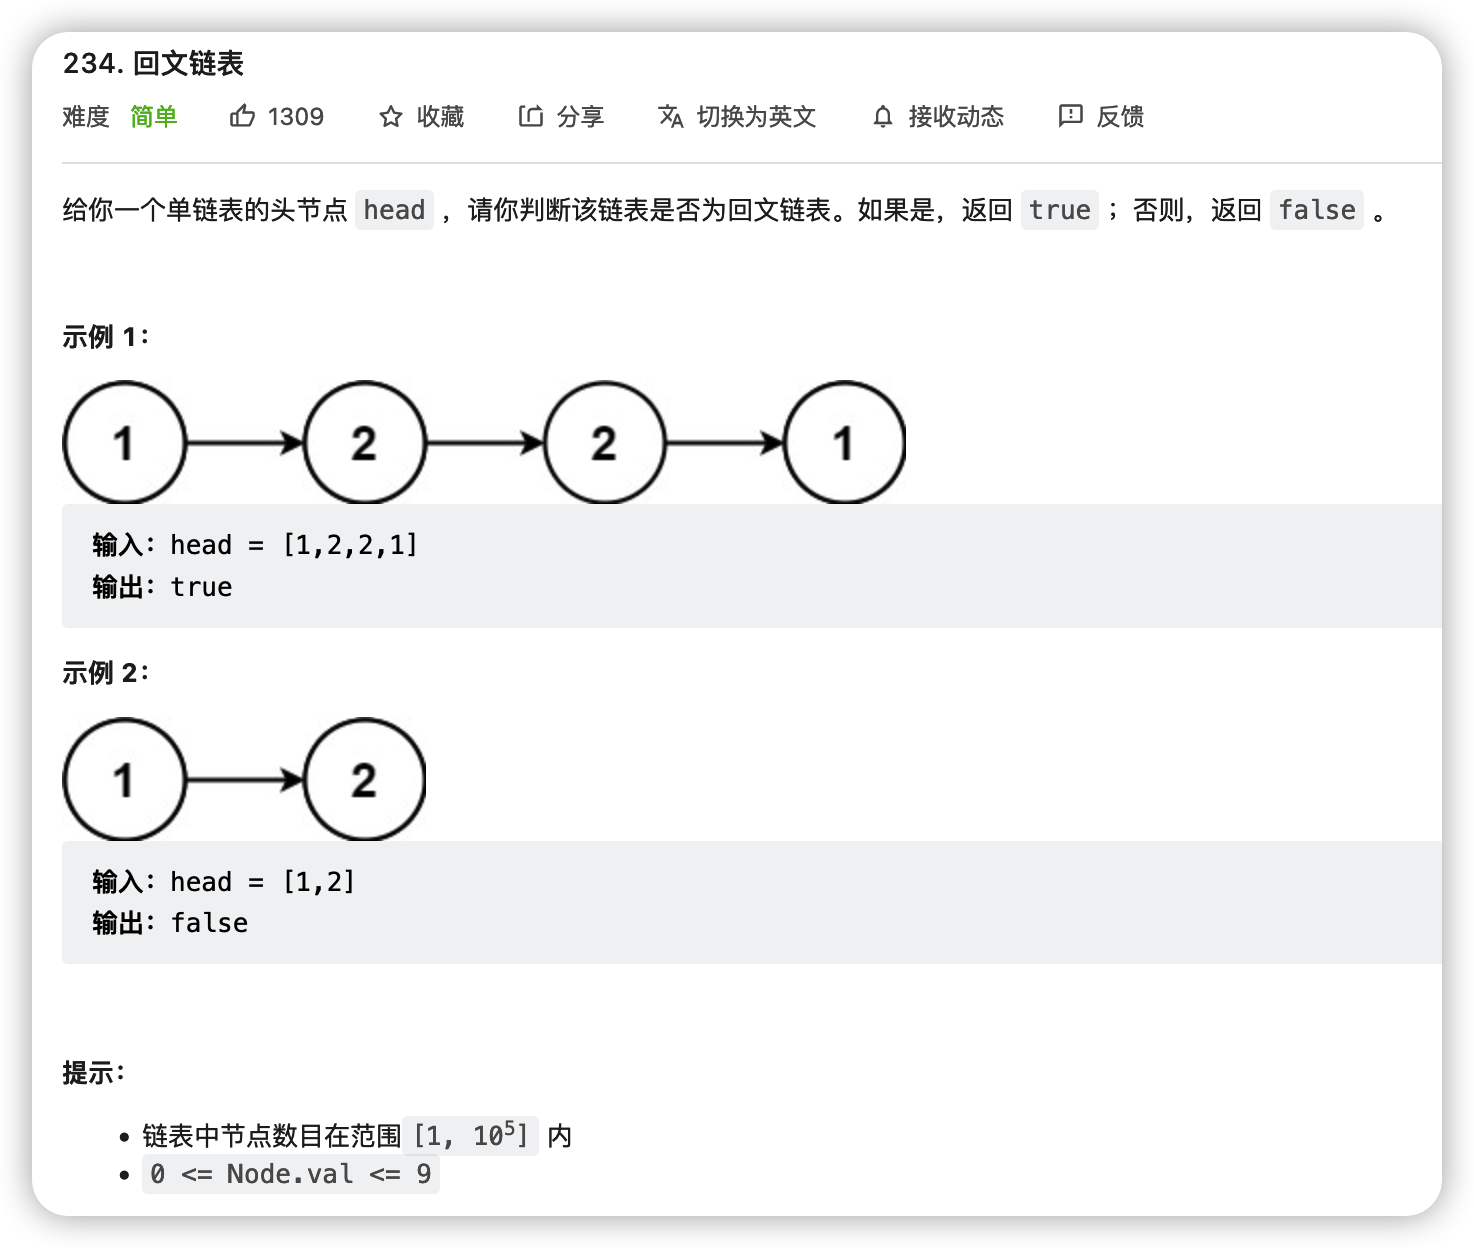 234. 回文链表
难度 简单 1309 收藏 分享 切换为英文 接收动态 反馈
给你一个单链表的头节点 head ，请你判断该链表是否为回文链表。如果是，返回 true ；否则，返回 false 。
示例 1：
1 2 2 1
输入：head = [1,2,2,1]
输出：true
示例 2：
1 2
输入：head = [1,2]
输出：false
提示：
• 链表中节点数目在范围[1, 10⁵] 内
• 0 <= Node.val <= 9